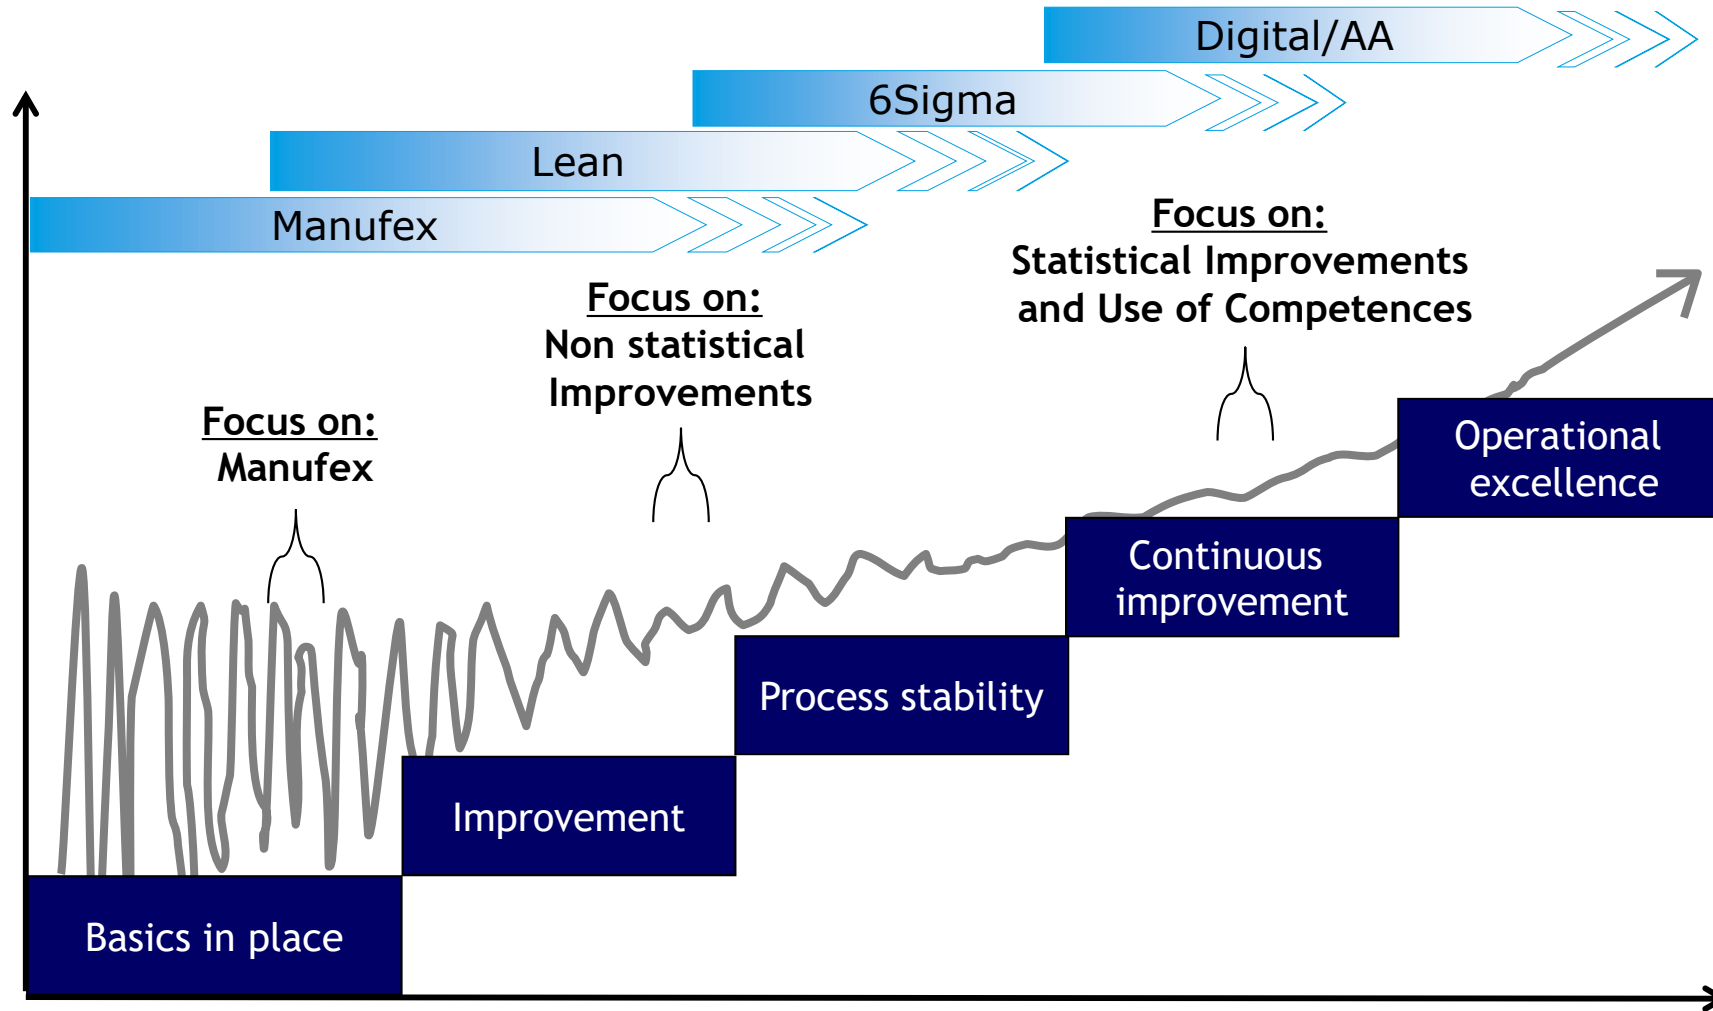 Digital/AA
6Sigma
Lean
Manufex
Focus on:
Statistical Improvements
and Use of Competences
Focus on:
Non statistical
Improvements
Focus on:
Manufex
Operational
excellence
Continuous
improvement
Process stability
Improvement
Basics in place